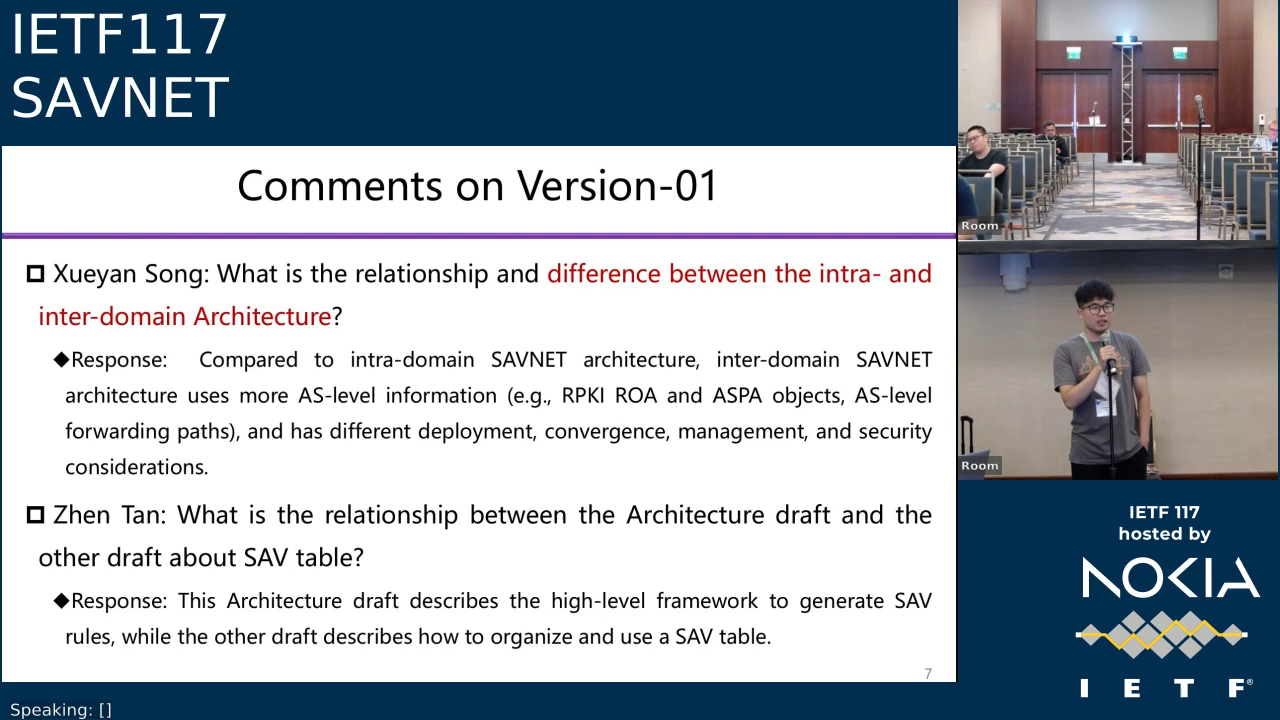 IETF117
SAVNET
Comments on Version-01
Xueyan Song: What is the relationship and difference between the intra- and
inter-domain Architecture?
◆Response: Compared to intra-domain SAVNET architecture, inter-domain SAVNET
architecture uses more AS-level information (e.g., RPKI ROA and ASPA objects, AS-level
forwarding paths), and has different deployment, convergence, management, and security
considerations.
Zhen Tan: What is the relationship between the Architecture draft and the
other draft about SAV table?
◆Response: This Architecture draft describes the high-level framework to generate SAV
rules, while the other draft describes how to organize and use a SAV table.
7
Speaking: []
Room
Room
IETF 117
hosted by
NOKIA
I E T F®